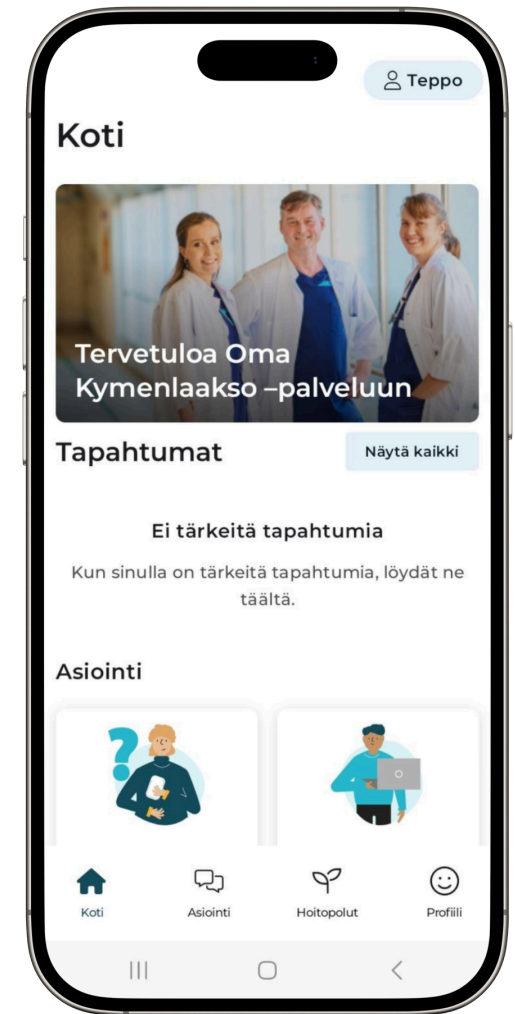 Teppo
Koti
Tervetuloa Oma
Kymenlaakso –palveluun
Tapahtumat
Näytä kaikki
Ei tärkeitä tapahtumia
Kun sinulla on tärkeitä tapahtumia, löydät ne
täältä.
Asiointi
?
Koti
Asiointi
Hoitopolut
Profiili